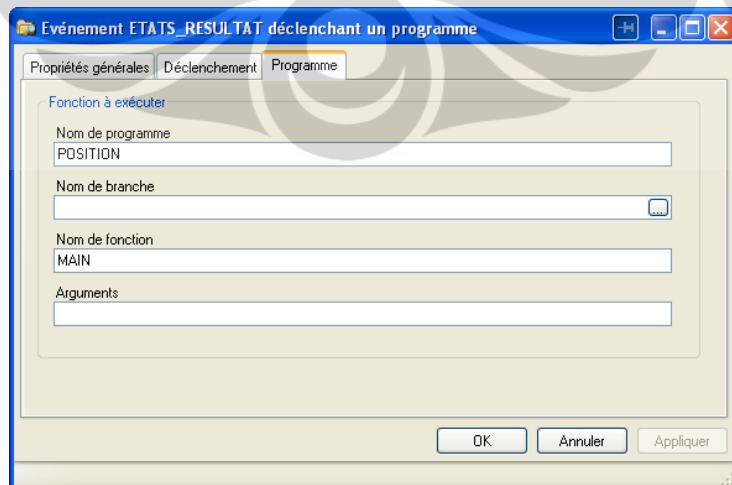 Evénement ETATS_RESULTAT déclenchant un programme
Propriétés générales Déclenchement Programme
Fonction à exécuter
Nom de programme
POSITION
Nom de branche
...
Nom de fonction
MAIN
Arguments
OK Annuler Appliquer